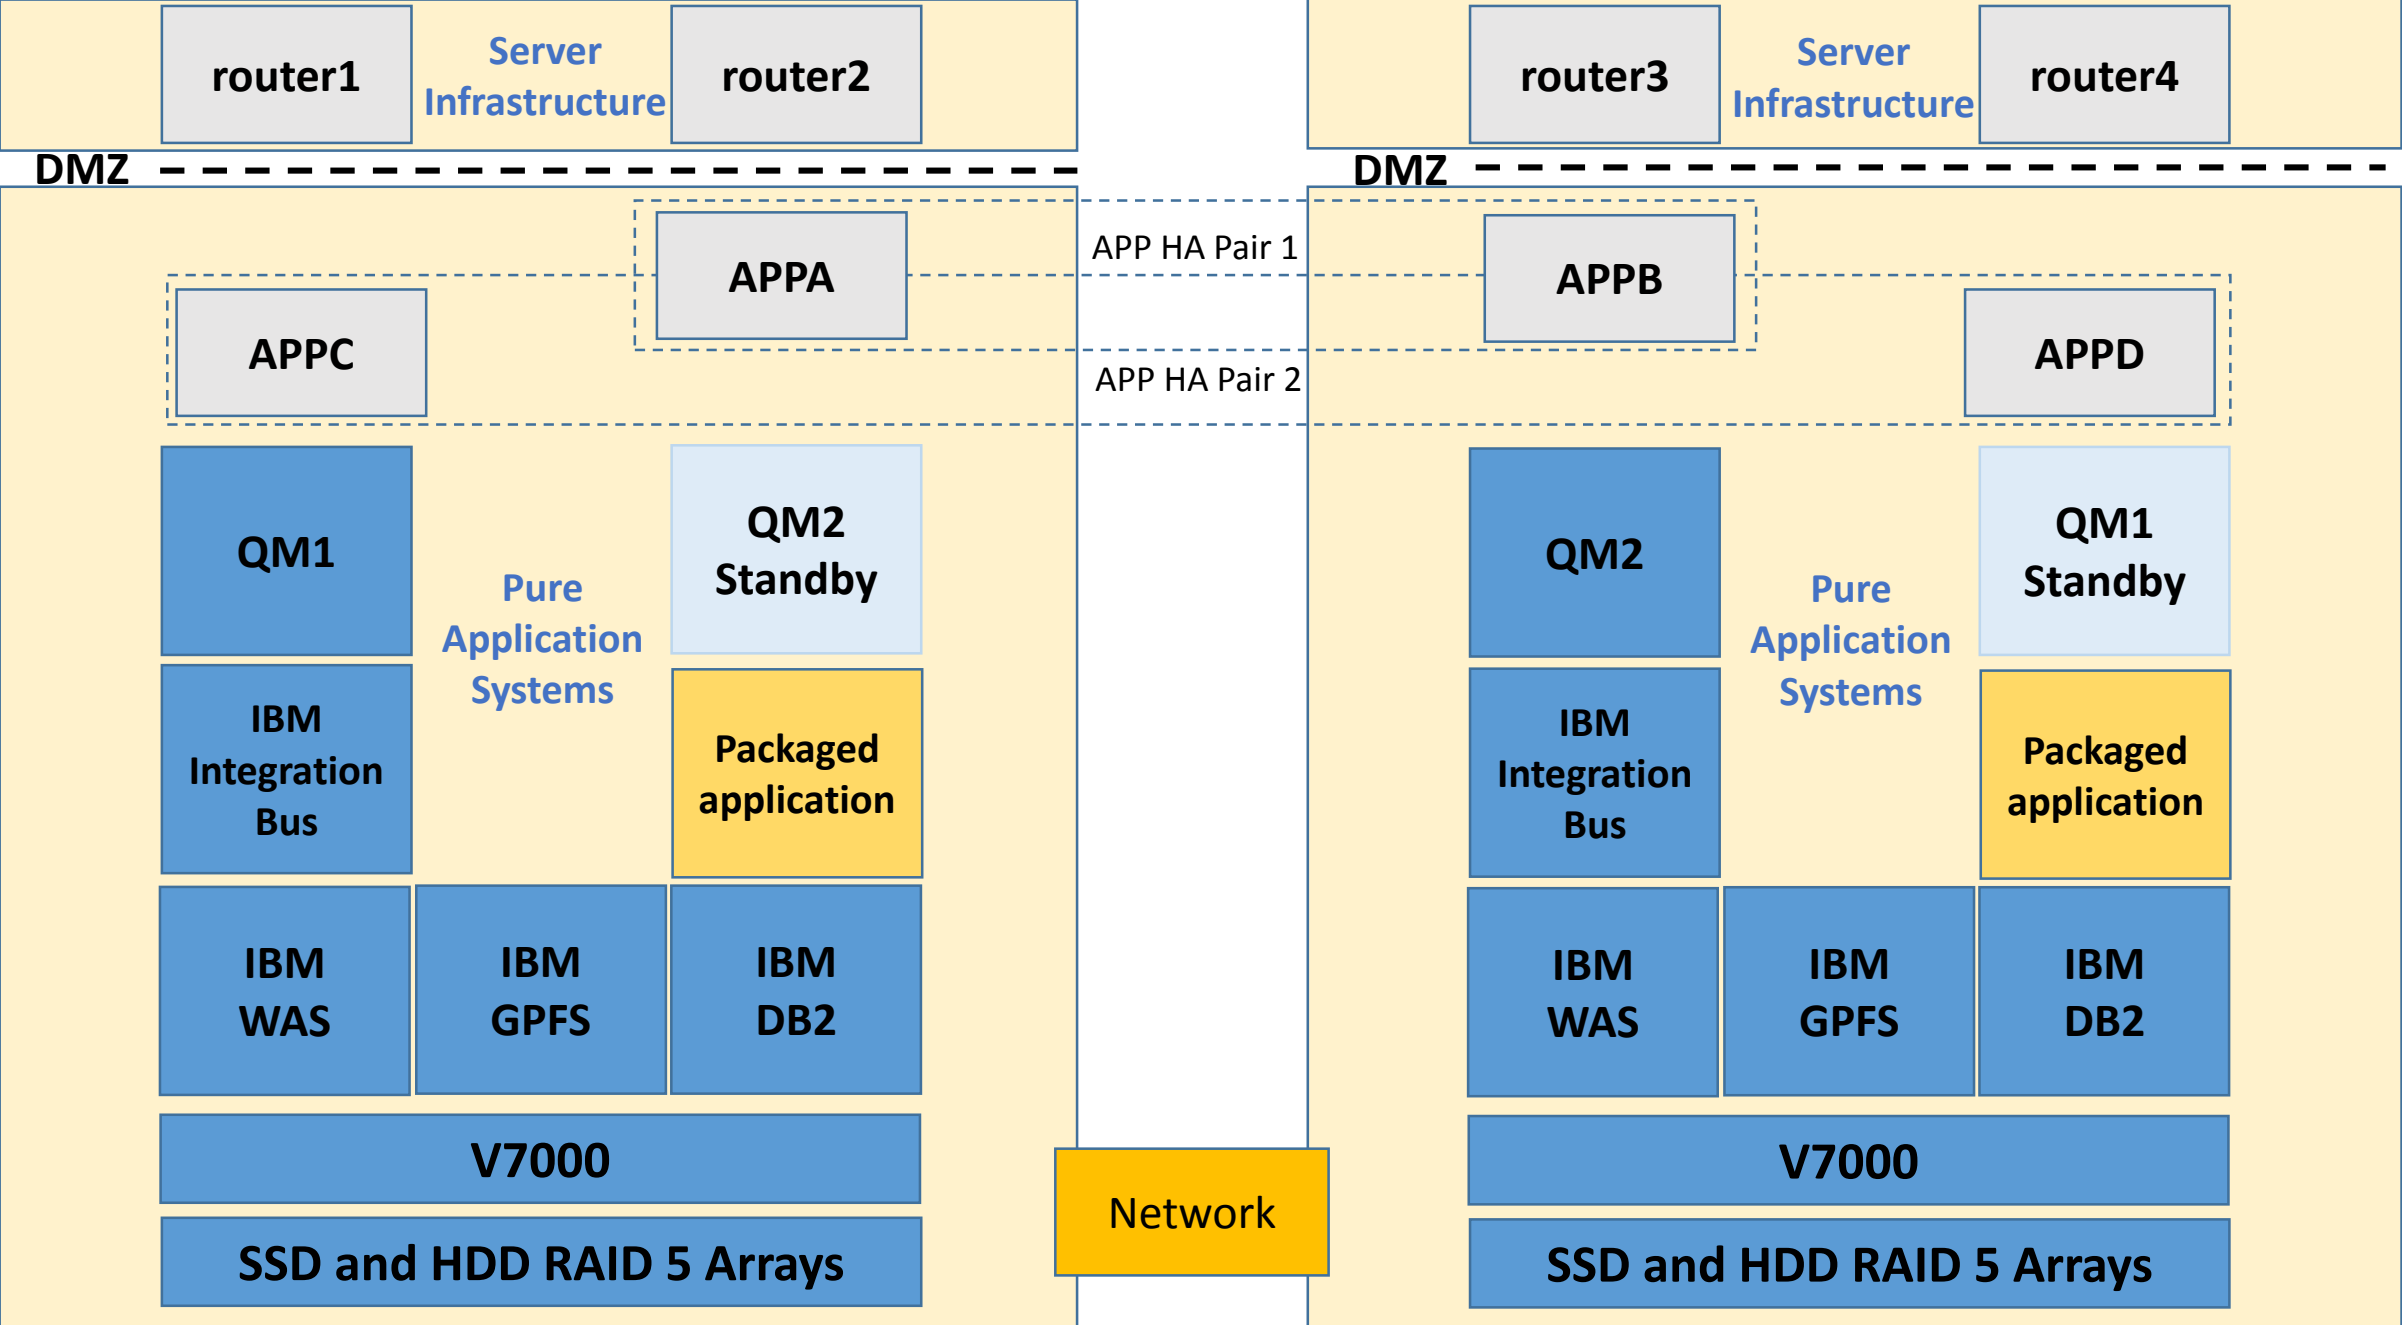 router1
Server
Infrastructure
router2
DMZ
APPA
APPC
QM1
QM2
Standby
Pure
Application
Systems
IBM
Integration
Bus
Packaged
application
IBM
WAS
IBM
GPFS
IBM
DB2
V7000
SSD and HDD RAID 5 Arrays
APP HA Pair 1
APP HA Pair 2
Network
router3
Server
Infrastructure
router4
DMZ
APPB
APPD
QM2
QM1
Standby
Pure
Application
Systems
IBM
Integration
Bus
Packaged
application
IBM
WAS
IBM
GPFS
IBM
DB2
V7000
SSD and HDD RAID 5 Arrays